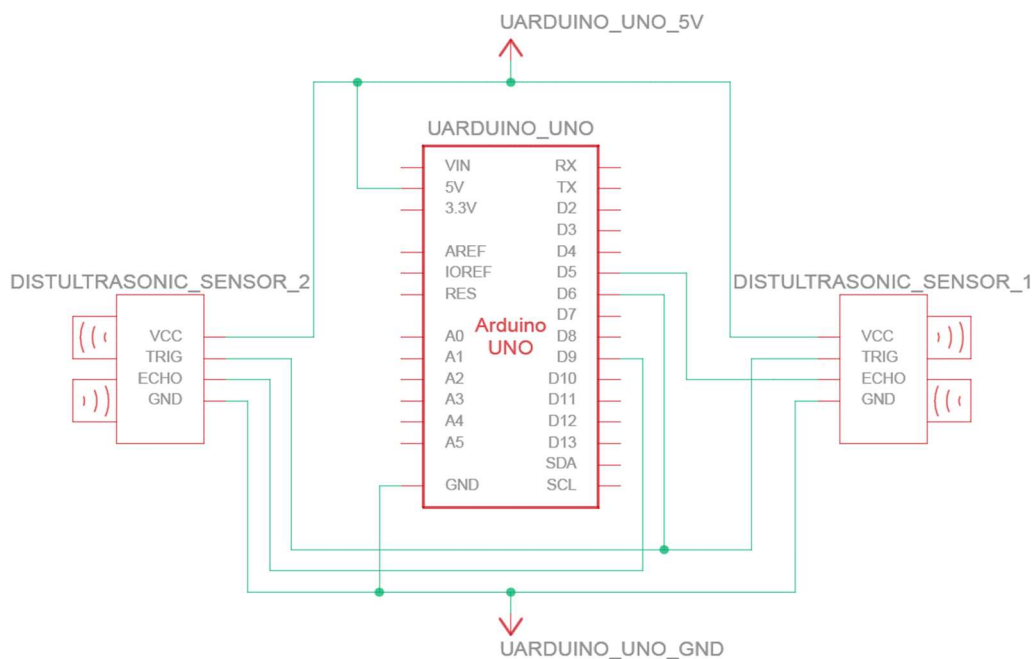 UARDUINO_UNO_5V
UARDUINO_UNO
VIN
5V
3.3V
AREF
IOREF
RES
A0
A1
A2
A3
A4
A5
GND
Arduino
UNO
RX
TX
D2
D3
D4
D5
D6
D7
D8
D9
D10
D11
D12
D13
SDA
SCL
DISTULTRASONIC_SENSOR_2
VCC
TRIG
ECHO
GND
DISTULTRASONIC_SENSOR_1
VCC
TRIG
ECHO
GND
UARDUINO_UNO_GND